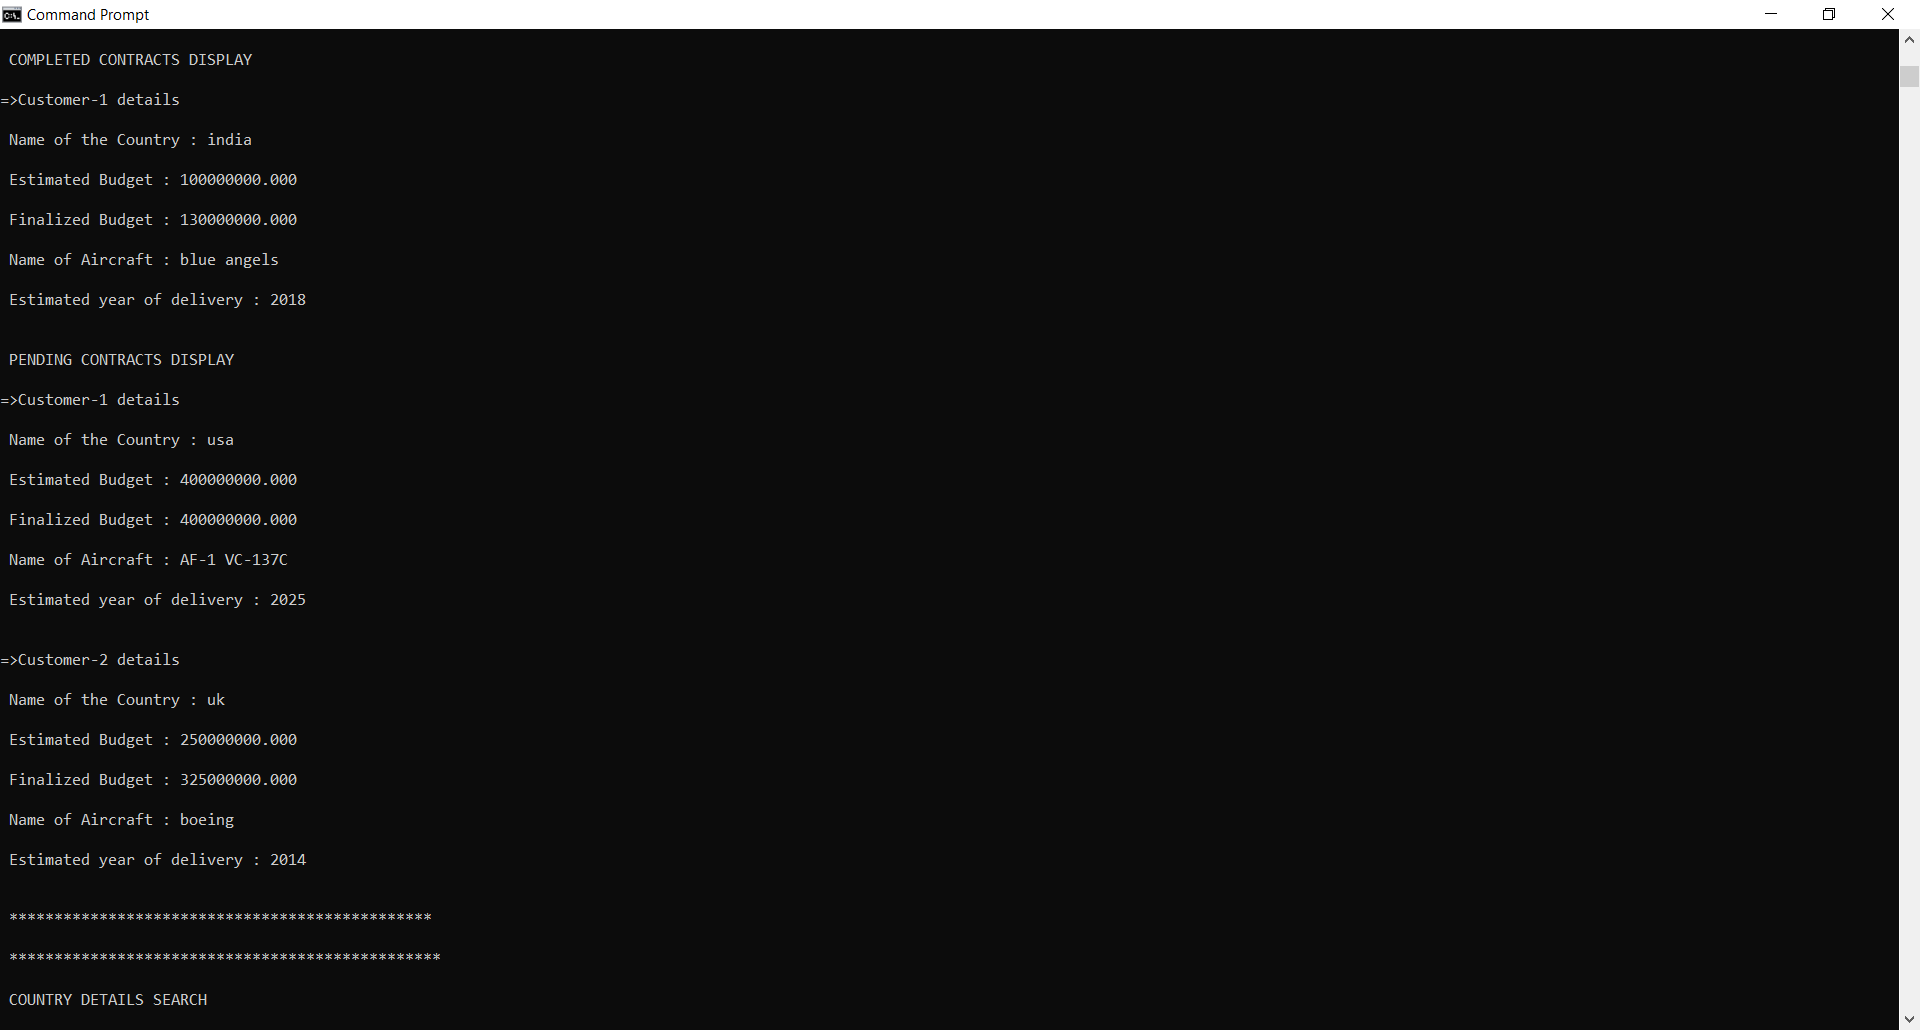 Command Prompt
COMPLETED CONTRACTS DISPLAY
=>Customer-1 details
Name of the Country : india
Estimated Budget : 100000000.000
Finalized Budget : 130000000.000
Name of Aircraft : blue angels
Estimated year of delivery : 2018
PENDING CONTRACTS DISPLAY
=>Customer-1 details
Name of the Country : usa
Estimated Budget : 400000000.000
Finalized Budget : 400000000.000
Name of Aircraft : AF-1 VC-137C
Estimated year of delivery : 2025
=>Customer-2 details
Name of the Country : uk
Estimated Budget : 250000000.000
Finalized Budget : 325000000.000
Name of Aircraft : boeing
Estimated year of delivery : 2014
***********************************************
************************************************
COUNTRY DETAILS SEARCH